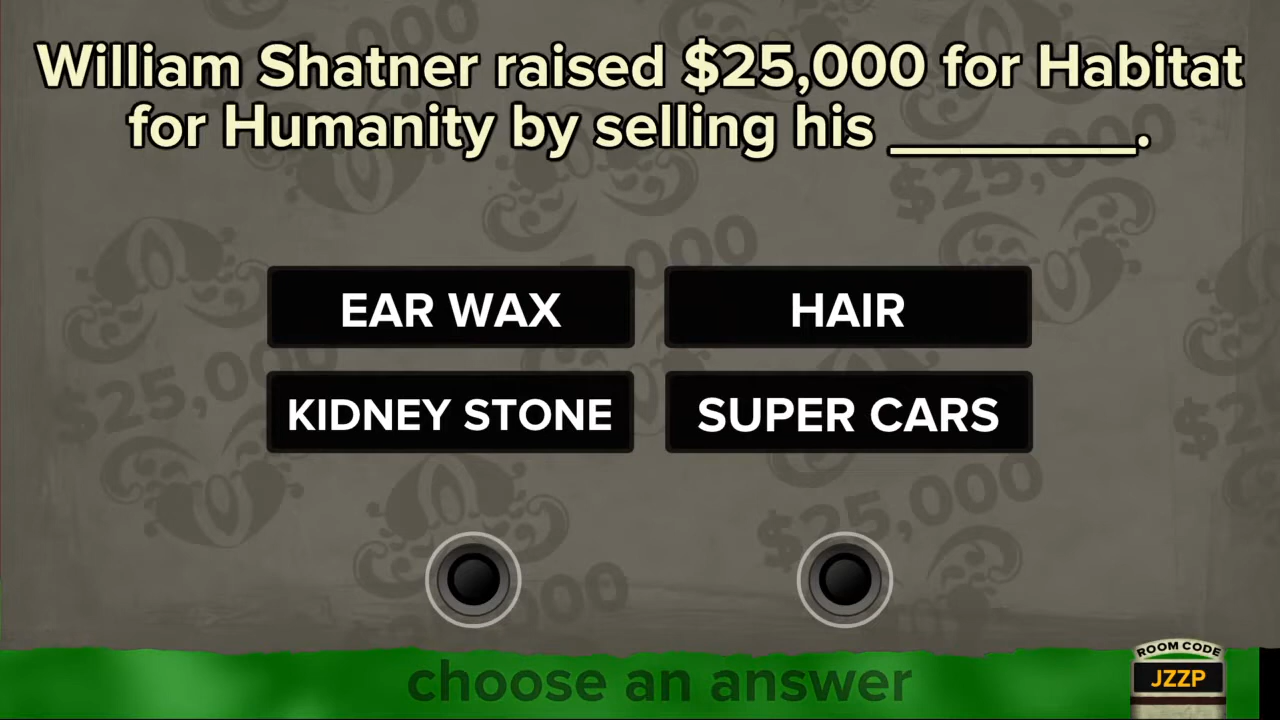 William Shatner raised $25,000 for Habitat
for Humanity by selling his ________.
EAR WAX
HAIR
KIDNEY STONE
SUPER CARS
choose an answer
ROOM CODE
JZZP